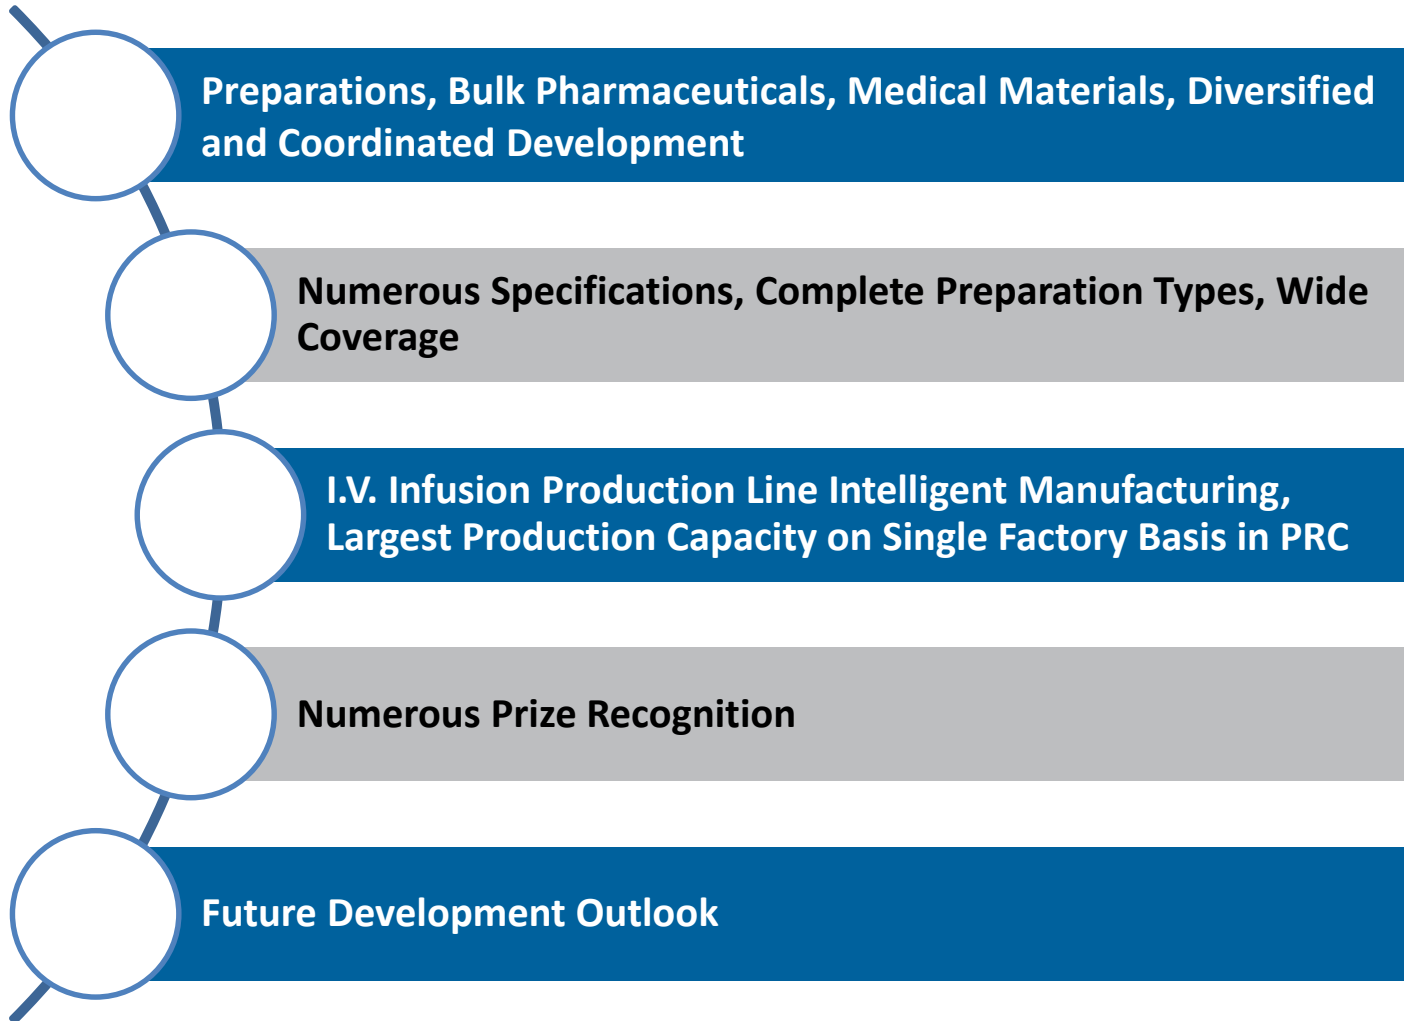 Preparations, Bulk Pharmaceuticals, Medical Materials, Diversified
and Coordinated Development
Numerous Specifications, Complete Preparation Types, Wide
Coverage
I.V. Infusion Production Line Intelligent Manufacturing,
Largest Production Capacity on Single Factory Basis in PRC
Numerous Prize Recognition
Future Development Outlook